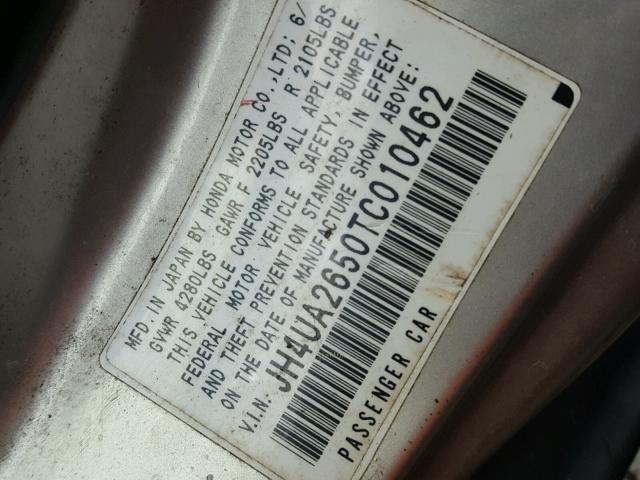 MFD. IN JAPAN BY HONDA MOTOR CO.,LTD; 6/
GVWR 4280LBS GAWR F 2205LBS R 2105LBS
THIS VEHICLE CONFORMS TO ALL APPLICABLE
FEDERAL MOTOR VEHICLE SAFETY, BUMPER,
AND THEFT PREVENTION STANDARDS IN EFFECT
ON THE DATE OF MANUFACTURE SHOWN ABOVE:
V.I.N. JH4UA2650TC010462
PASSENGER CAR